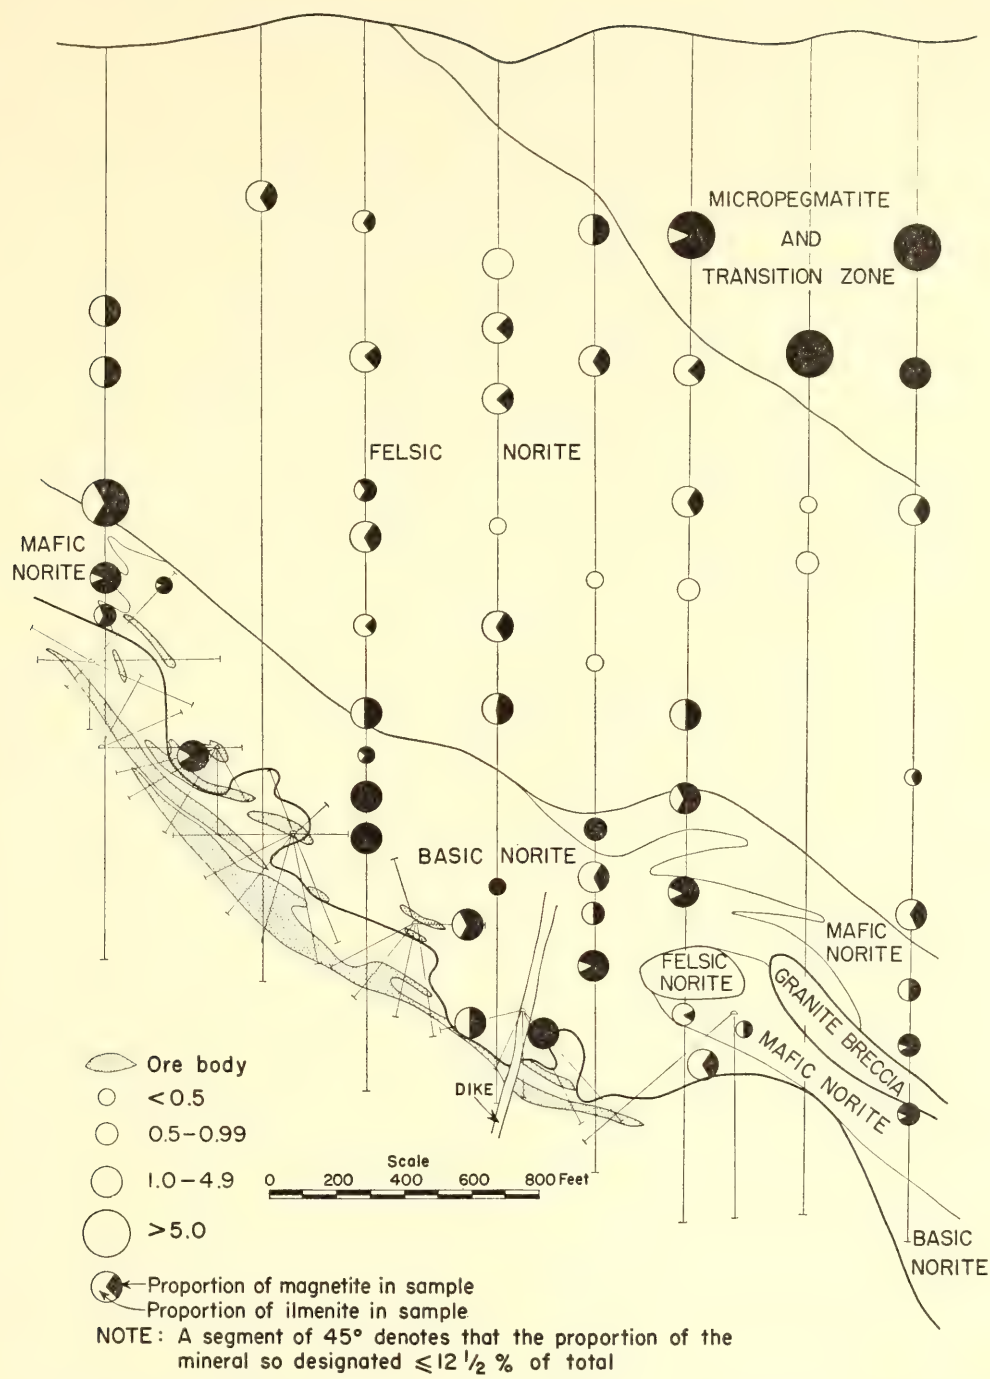 MICROPEGMATITE
AND
TRANSITION ZONE
FELSIC NORITE
MAFIC
NORITE
BASIC NORITE
MAFIC
NORITE
FELSIC
NORITE
GRANITE BRECCIA
MAFIC NORITE
DIKE
BASIC
NORITE
Ore body
<0.5
0.5–0.99
1.0–4.9
>5.0
Scale
0 200 400 600 800 Feet
Proportion of magnetite in sample
Proportion of ilmenite in sample
NOTE: A segment of 45° denotes that the proportion of the
mineral so designated ≤12 1/2 % of total